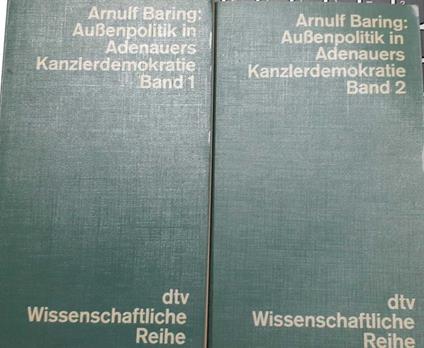 Arnulf Baring:
Außenpolitik in
Adenauers
Kanzlerdemokratie
Band 1
dtv
Wissenschaftliche
Reihe
Arnulf Baring:
Außenpolitik in
Adenauers
Kanzlerdemokratie
Band 2
dtv
Wissenschaftliche
Reihe